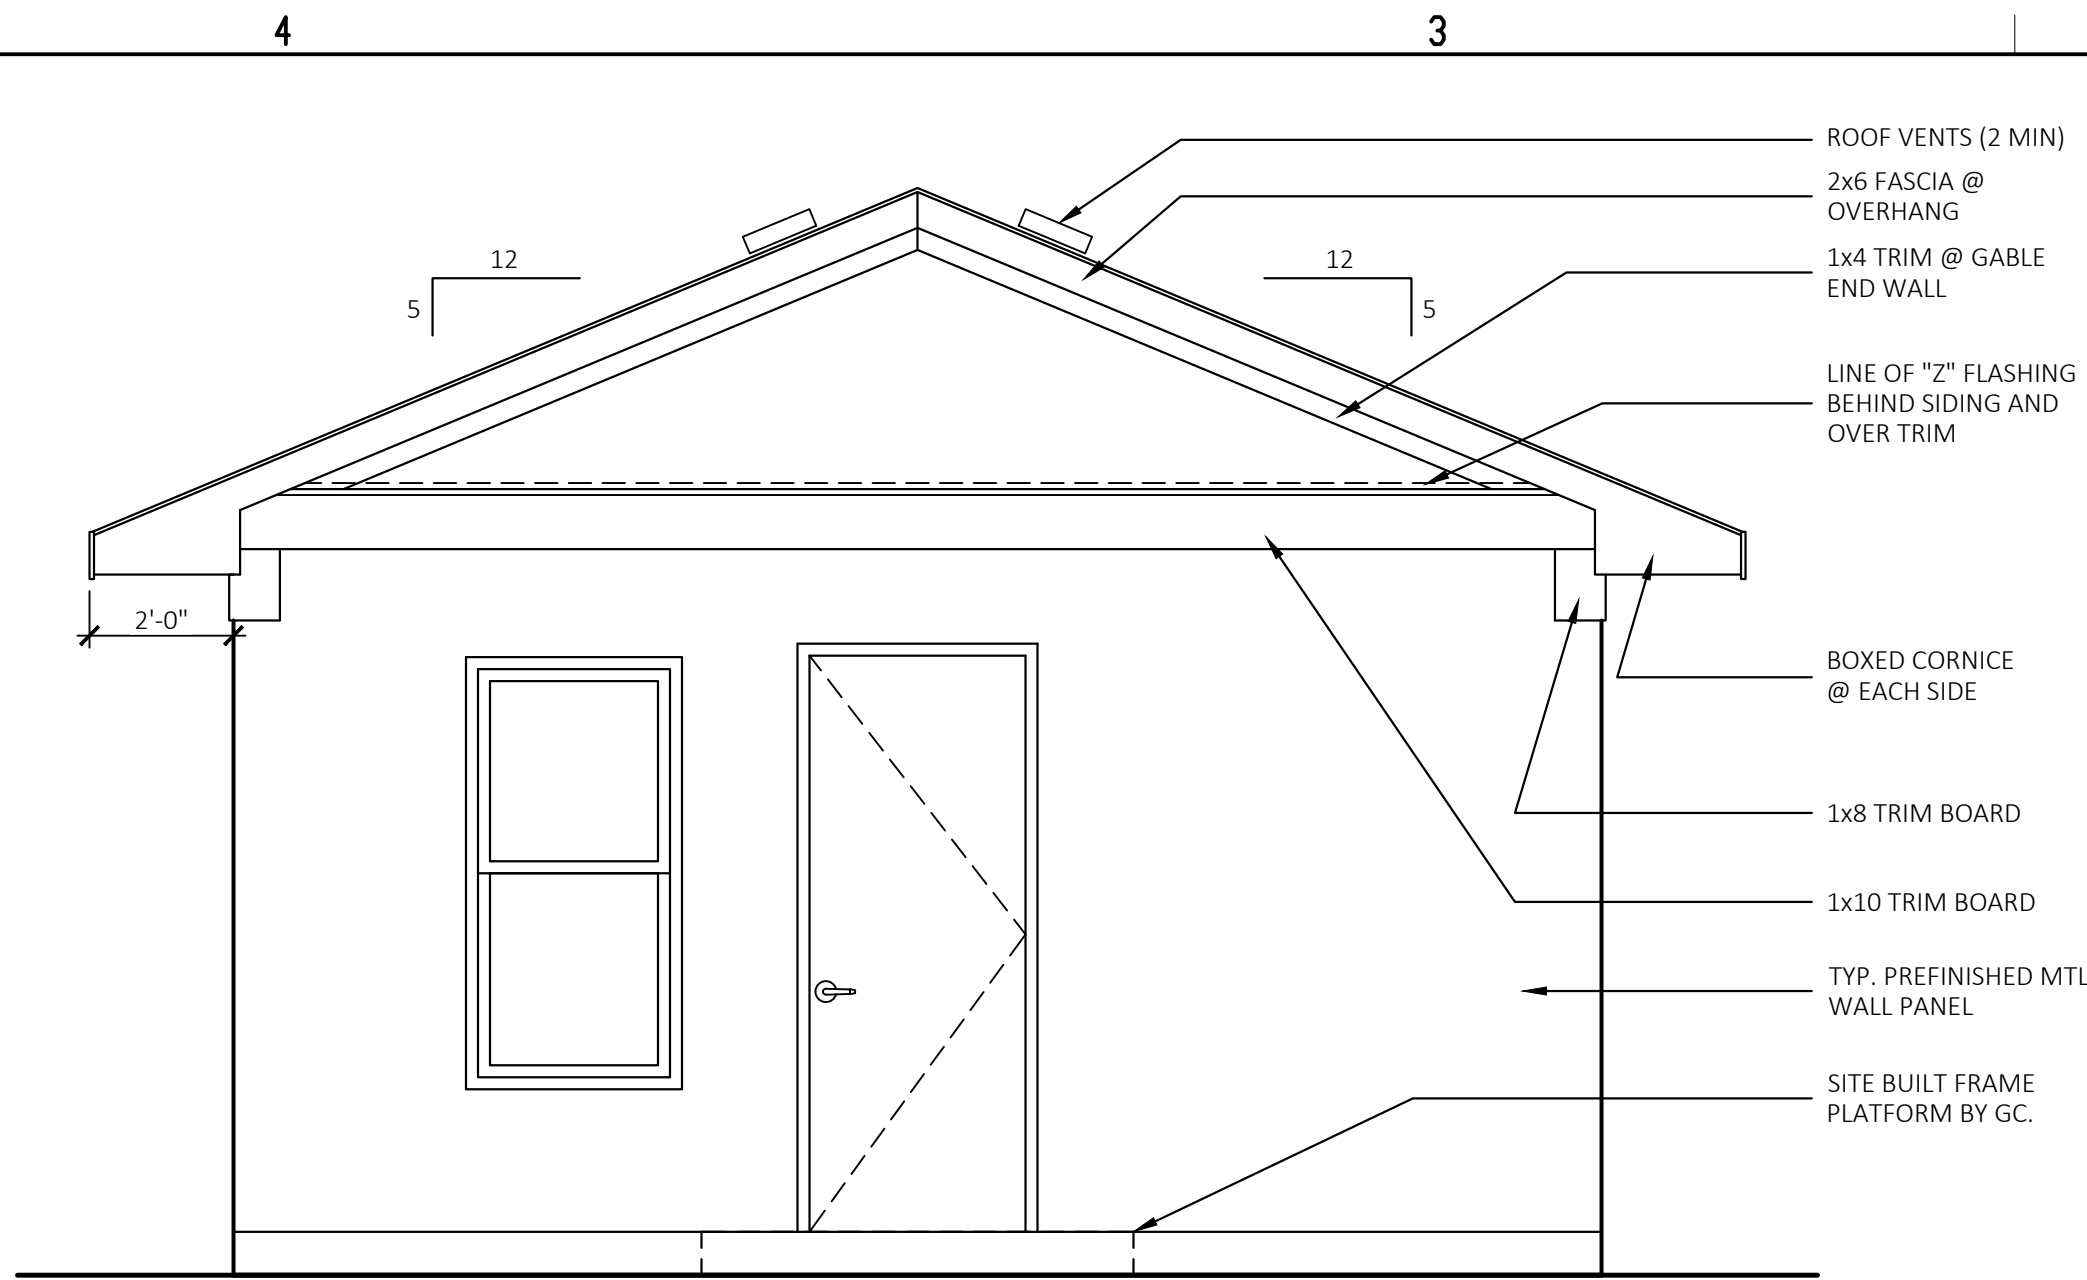 4
3
ROOF VENTS (2 MIN)
2x6 FASCIA @
OVERHANG
1x4 TRIM @ GABLE
END WALL
12
5
12
5
LINE OF "Z" FLASHING
BEHIND SIDING AND
OVER TRIM
2'-0"
BOXED CORNICE
@ EACH SIDE
1x8 TRIM BOARD
1x10 TRIM BOARD
TYP. PREFINISHED MTL
WALL PANEL
SITE BUILT FRAME
PLATFORM BY GC.